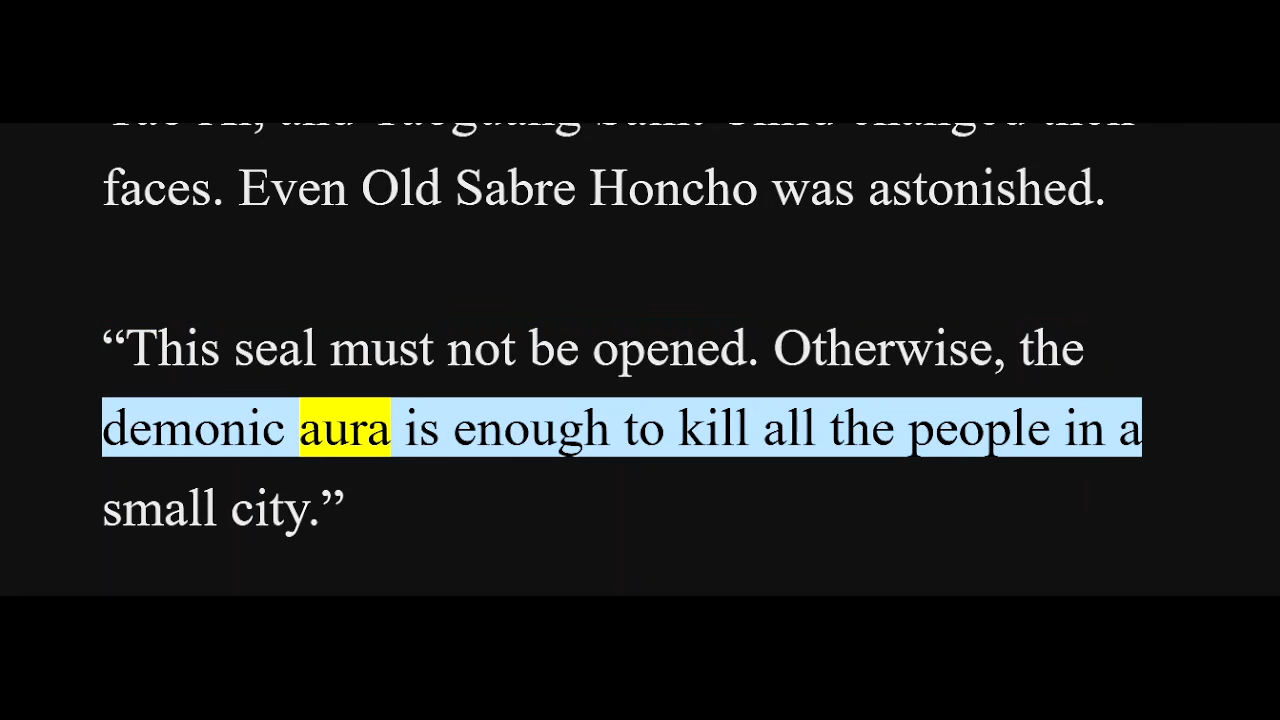 faces. Even Old Sabre Honcho was astonished.
“This seal must not be opened. Otherwise, the
demonic aura is enough to kill all the people in a
small city.”